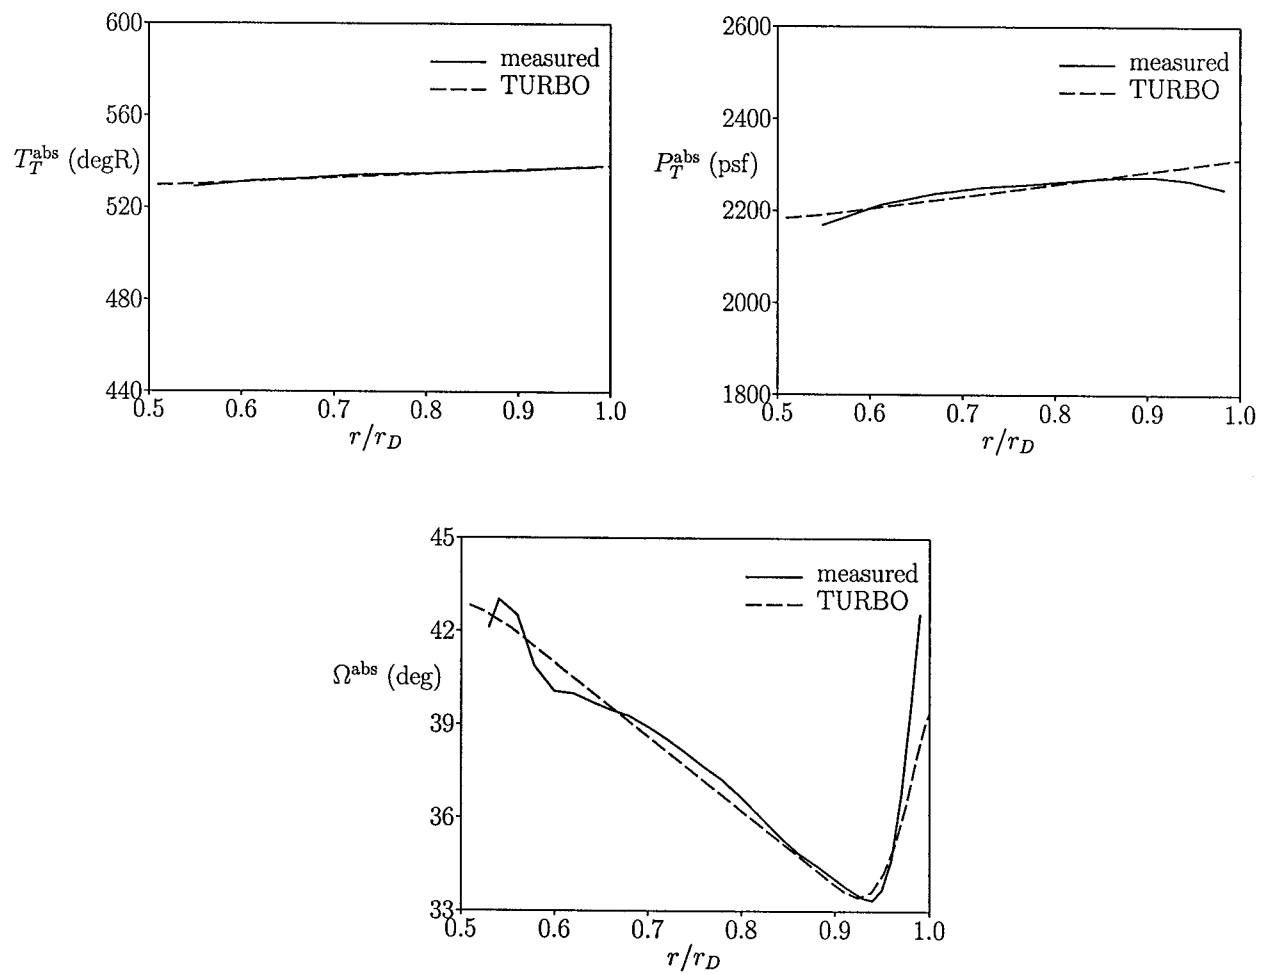 600
560
520
480
440
T_T^abs (degR)
measured
TURBO
0.5 0.6 0.7 0.8 0.9 1.0
r/r_D
2600
2400
2200
2000
1800
P_T^abs (psf)
measured
TURBO
0.5 0.6 0.7 0.8 0.9 1.0
r/r_D
45
42
39
36
33
Ω^abs (deg)
measured
TURBO
0.5 0.6 0.7 0.8 0.9 1.0
r/r_D